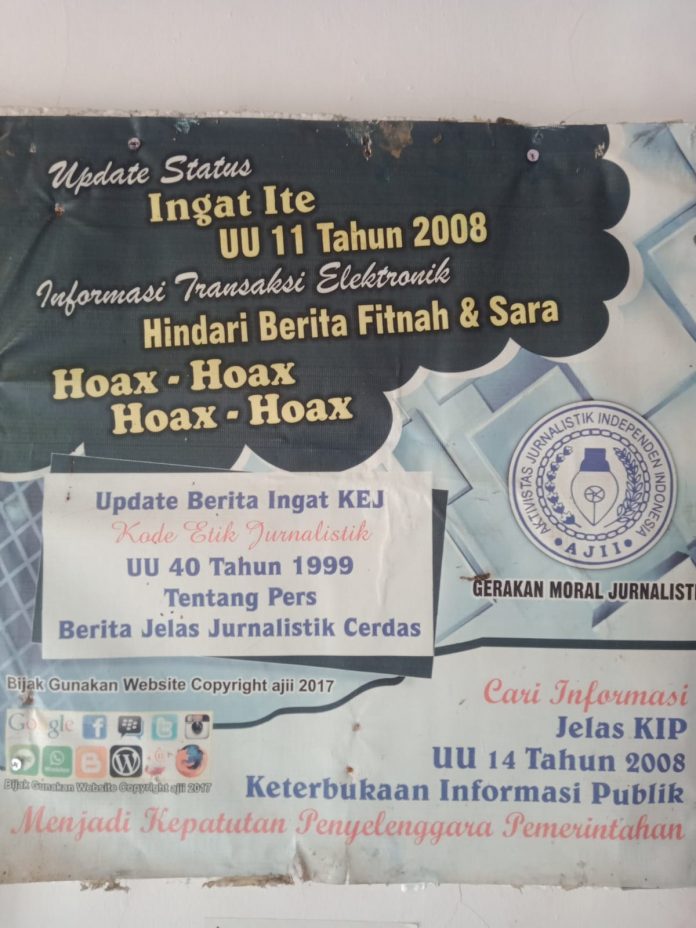 Update Status
Ingat Ite
UU 11 Tahun 2008
Informasi Transaksi Elektronik
Hindari Berita Fitnah & Sara
Hoax - Hoax
Hoax - Hoax
AKTIVISTAS JURNALISTIK INDEPENDEN INDONESIA
• AJII •
GERAKAN MORAL JURNALISTI
Update Berita Ingat KEJ
Kode Etik Jurnalistik
UU 40 Tahun 1999
Tentang Pers
Berita Jelas Jurnalistik Cerdas
Bijak Gunakan Website Copyright ajii 2017
Google
WhatsApp
Bijak Gunakan Website Copyright ajii 2017
Cari Informasi
Jelas KIP
UU 14 Tahun 2008
Keterbukaan Informasi Publik
Menjadi Kepatutan Penyelenggara Pemerintahan